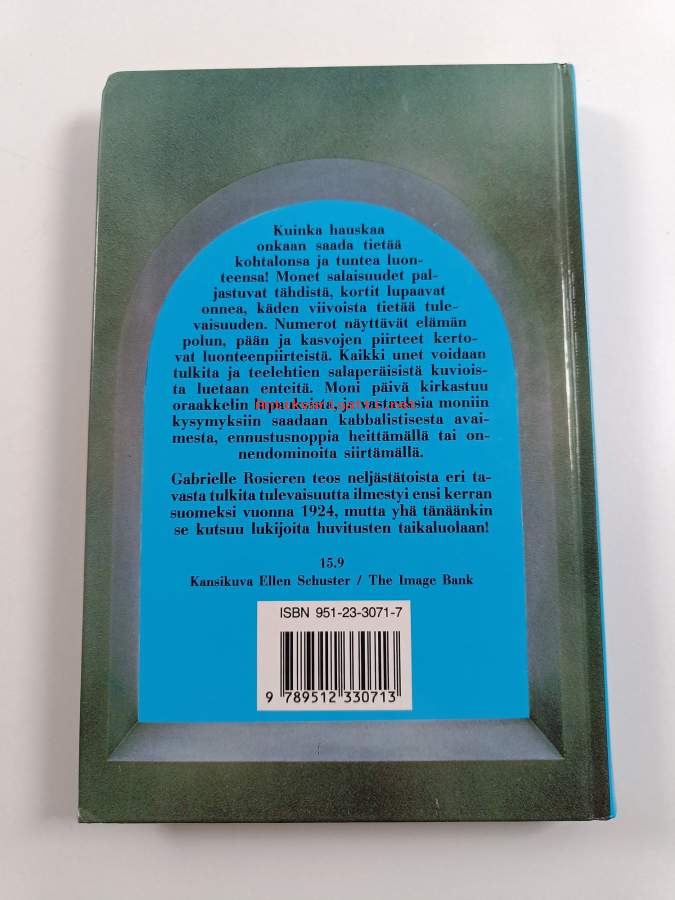 Kuinka hauskaa
onkaan saada tietää
kohtalonsa ja tuntea luon-
teensa! Monet salaisuudet pal-
jastuvat tähdistä, kortit lupaavat
onnea, käden viivoista tietää tule-
vaisuuden. Numerot näyttävät elämän
polun, pään ja kasvojen piirteet kerto-
vat luonteenpiirteistä. Kaikki unet voidaan
tulkita ja teelehtien salaperäisistä kuviois-
ta luetaan enteitä. Moni päivä kirkastuu
oraakkelin lupauksista, ja vastauksia moniin
kysymyksiin saadaan kabbalistisesta avai-
mesta, ennustusnoppia heittämällä tai on-
nendominoita siirtämällä.
Gabrielle Rosieren teos neljästätoista eri ta-
vasta tulkita tulevaisuutta ilmestyi ensi kerran
suomeksi vuonna 1924, mutta yhä tänäänkin
se kutsuu lukijoita huvitusten taikaluolaan!
15.9
Kansikuva Ellen Schuster / The Image Bank
ISBN 951-23-3071-7
9 789512 330713